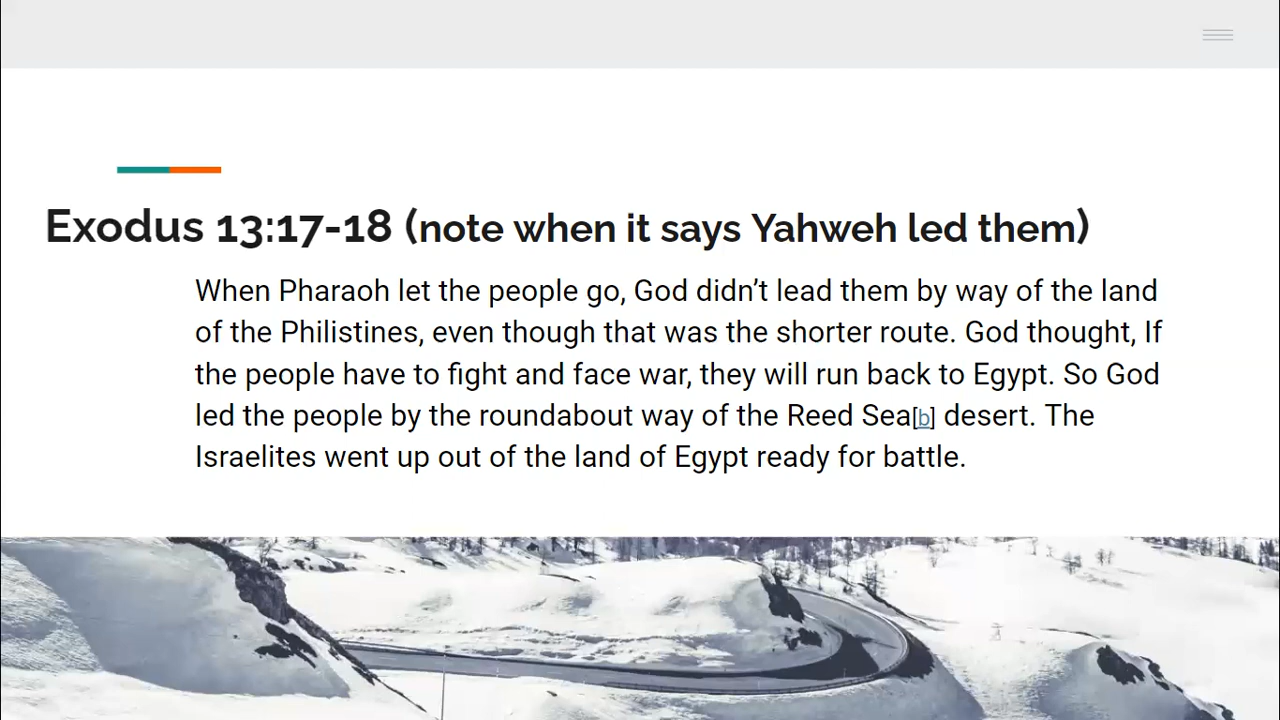 Exodus 13:17-18 (note when it says Yahweh led them)
When Pharaoh let the people go, God didn’t lead them by way of the land
of the Philistines, even though that was the shorter route. God thought, If
the people have to fight and face war, they will run back to Egypt. So God
led the people by the roundabout way of the Reed Sea[b] desert. The
Israelites went up out of the land of Egypt ready for battle.